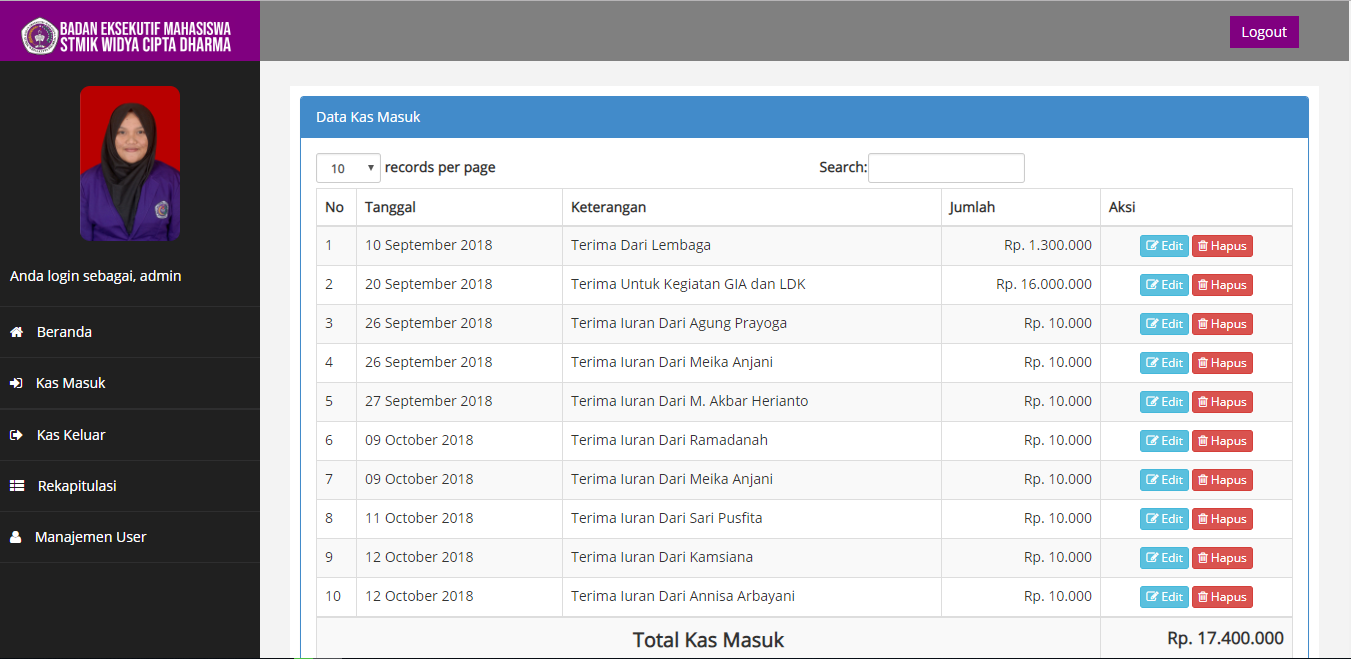 BADAN EKSEKUTIF MAHASISWA
STMIK WIDYA CIPTA DHARMA
Logout
Anda login sebagai, admin
Beranda
Kas Masuk
Kas Keluar
Rekapitulasi
Manajemen User
Data Kas Masuk
10 records per page Search:
No Tanggal Keterangan Jumlah Aksi
1 10 September 2018 Terima Dari Lembaga Rp. 1.300.000 Edit Hapus
2 20 September 2018 Terima Untuk Kegiatan GIA dan LDK Rp. 16.000.000 Edit Hapus
3 26 September 2018 Terima Iuran Dari Agung Prayoga Rp. 10.000 Edit Hapus
4 26 September 2018 Terima Iuran Dari Meika Anjani Rp. 10.000 Edit Hapus
5 27 September 2018 Terima Iuran Dari M. Akbar Herianto Rp. 10.000 Edit Hapus
6 09 October 2018 Terima Iuran Dari Ramadanah Rp. 10.000 Edit Hapus
7 09 October 2018 Terima Iuran Dari Meika Anjani Rp. 10.000 Edit Hapus
8 11 October 2018 Terima Iuran Dari Sari Pusfita Rp. 10.000 Edit Hapus
9 12 October 2018 Terima Iuran Dari Kamsiana Rp. 10.000 Edit Hapus
10 12 October 2018 Terima Iuran Dari Annisa Arbayani Rp. 10.000 Edit Hapus
Total Kas Masuk Rp. 17.400.000